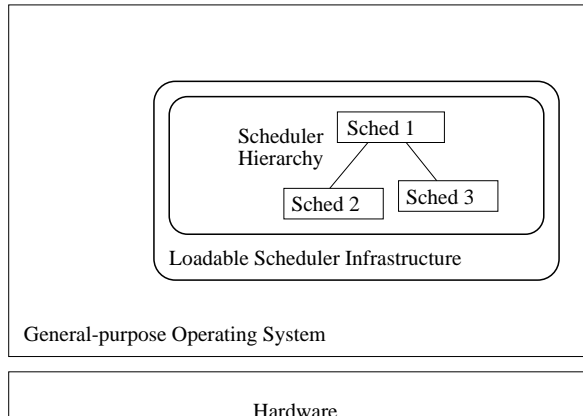 Sched 1
Scheduler
Hierarchy
Sched 2
Sched 3
Loadable Scheduler Infrastructure
General-purpose Operating System
Hardware